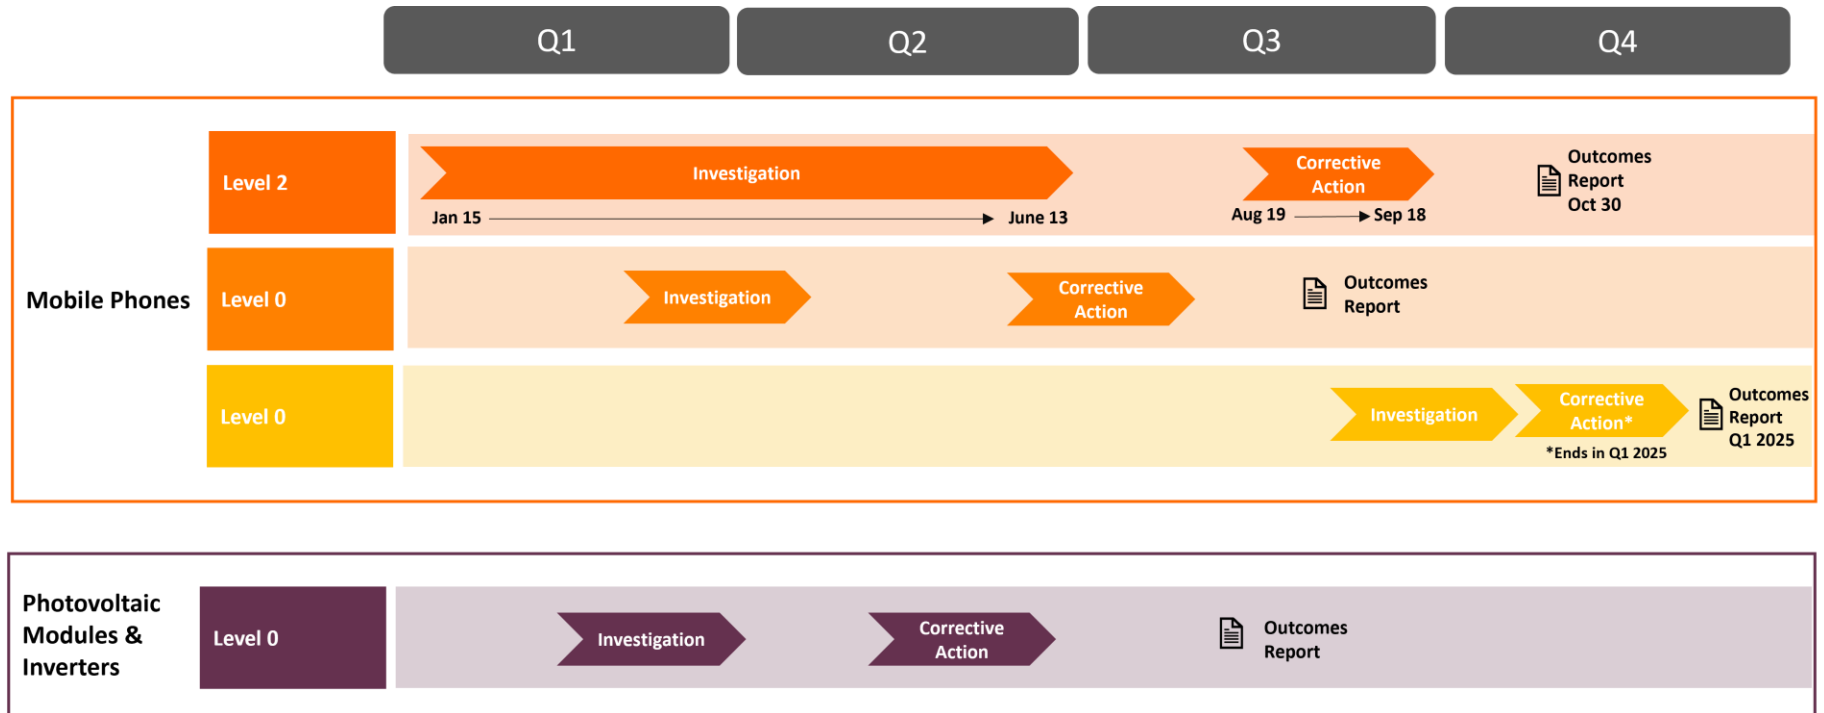 Q1
Q2
Q3
Q4
Mobile Phones
Level 2
Investigation
Jan 15
June 13
Corrective
Action
Aug 19
Sep 18
Outcomes
Report
Oct 30
Level 0
Investigation
Corrective
Action
Outcomes
Report
Level 0
Investigation
Corrective
Action*
*Ends in Q1 2025
Outcomes
Report
Q1 2025
Photovoltaic
Modules &
Inverters
Level 0
Investigation
Corrective
Action
Outcomes
Report